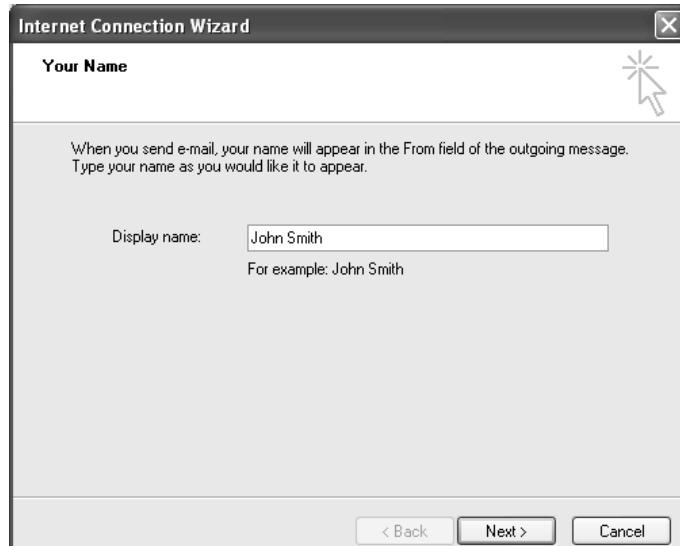 Internet Connection Wizard
Your Name
When you send e-mail, your name will appear in the From field of the outgoing message.
Type your name as you would like it to appear.
Display name: John Smith
For example: John Smith
< Back Next > Cancel